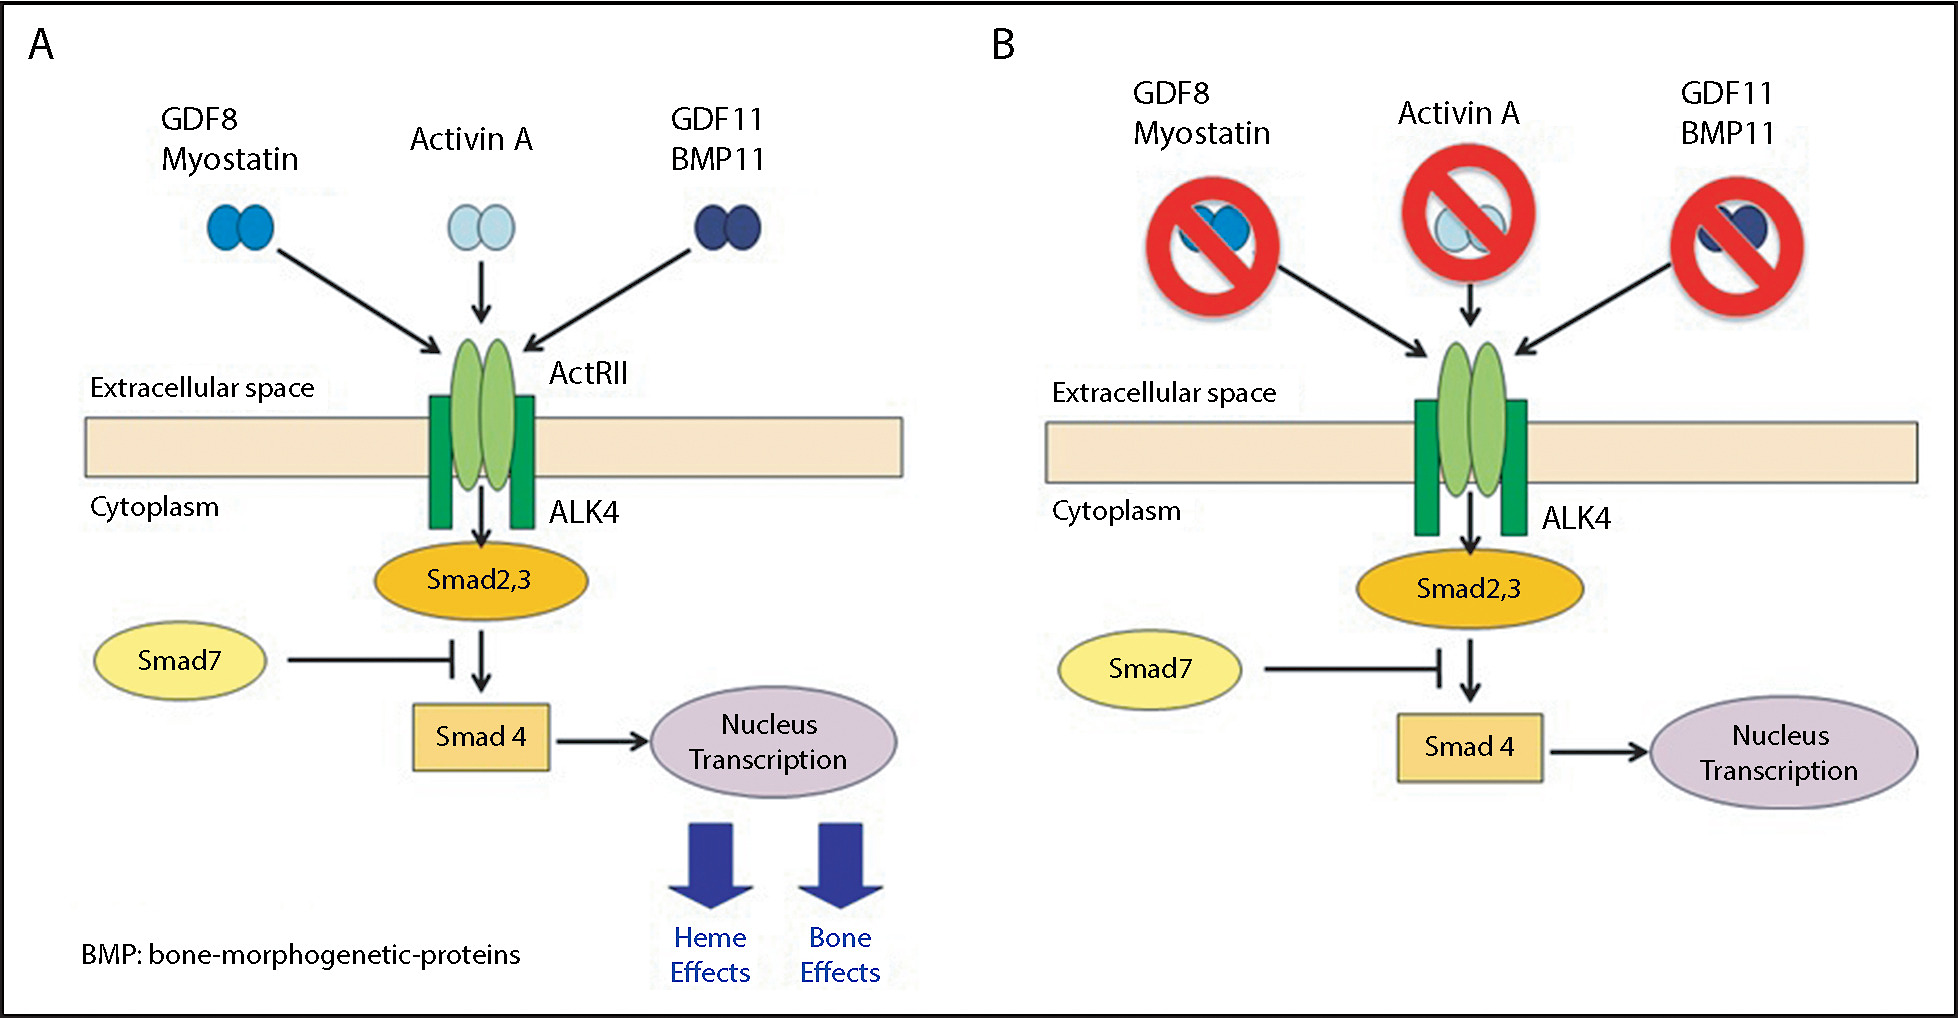 A
GDF8
Myostatin
Activin A
GDF11
BMP11
ActRII
Extracellular space
Cytoplasm
ALK4
Smad2,3
Smad7
Smad 4
Nucleus
Transcription
Heme
Effects
Bone
Effects
BMP: bone-morphogenetic-proteins
B
GDF8
Myostatin
Activin A
GDF11
BMP11
Extracellular space
Cytoplasm
ALK4
Smad2,3
Smad7
Smad 4
Nucleus
Transcription